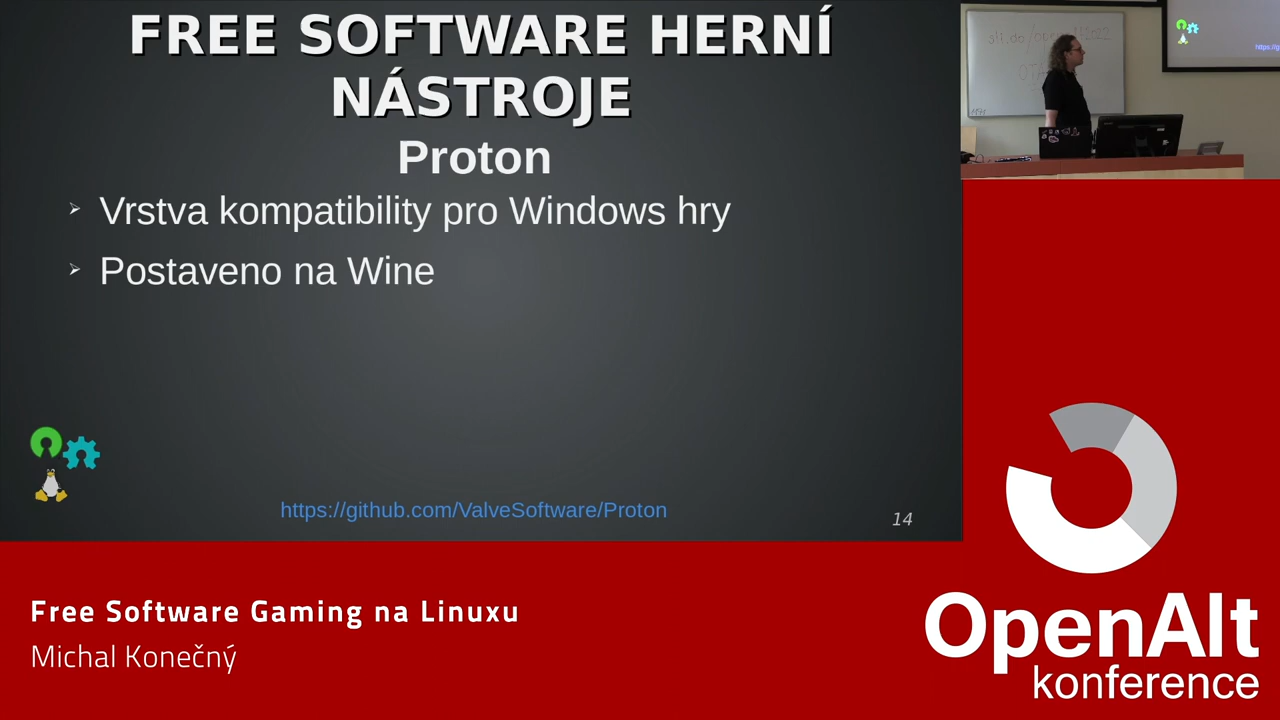 FREE SOFTWARE HERNÍ
NÁSTROJE
Proton
Vrstva kompatibility pro Windows hry
Postaveno na Wine
https://github.com/ValveSoftware/Proton
14
Free Software Gaming na Linuxu
Michal Konečný
OpenAlt
konference